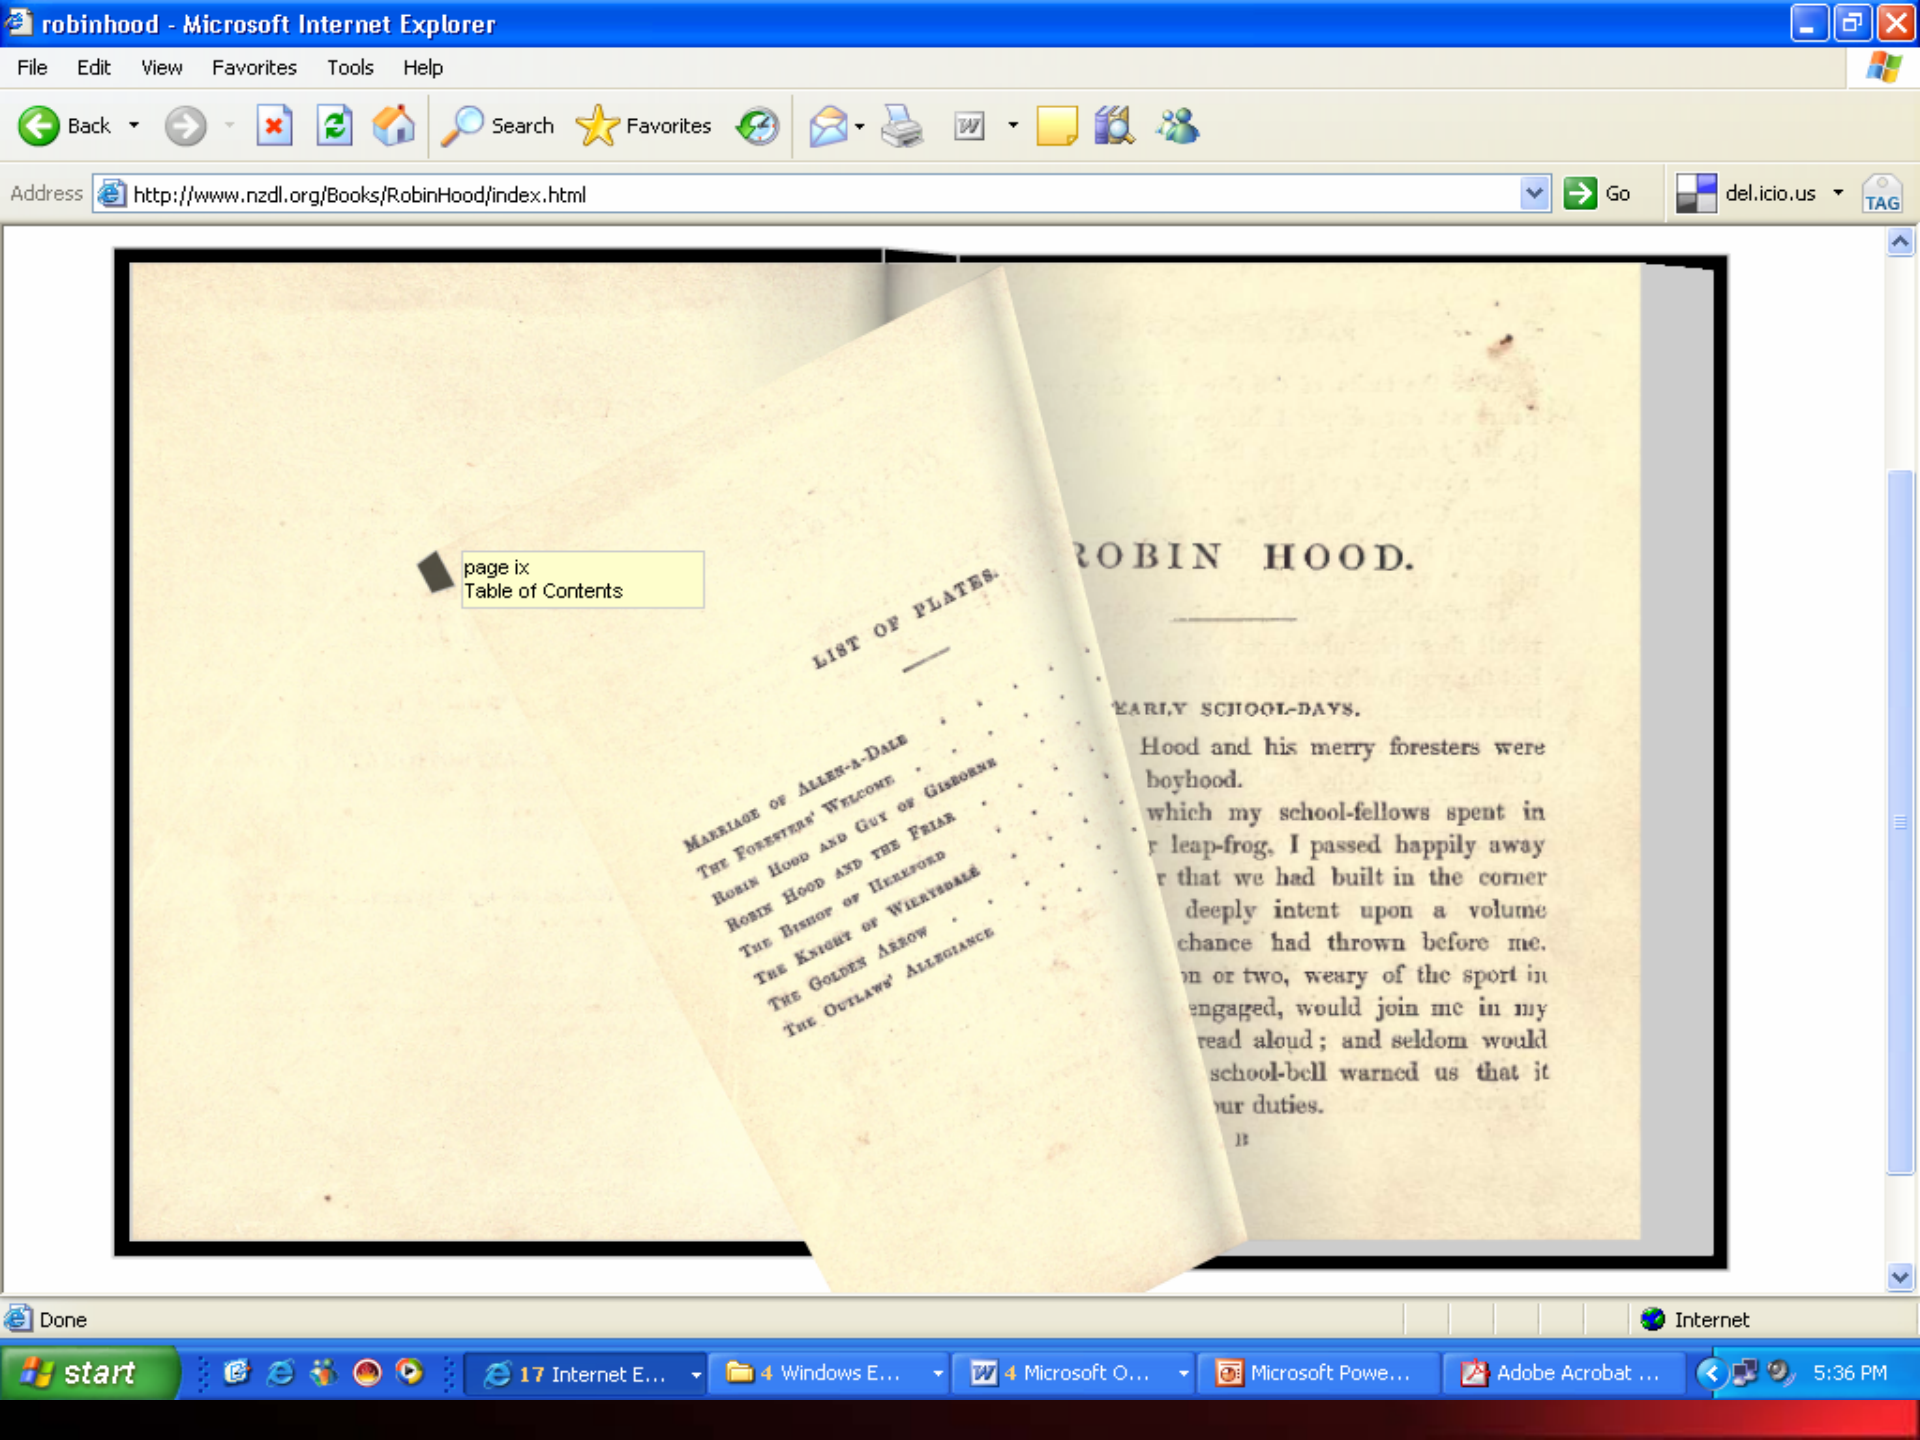 robinhood - Microsoft Internet Explorer
File Edit View Favorites Tools Help
Back Search Favorites W
Address http://www.nzdl.org/Books/RobinHood/index.html Go del.icio.us TAG
page ix
Table of Contents
LIST OF PLATES.
MARRIAGE OF ALLEN-A-DALE
THE FORESTERS' WELCOME
ROBIN HOOD AND GUY OF GISBORNE
ROBIN HOOD AND THE FRIAR
THE BISHOP OF HEREFORD
THE KNIGHT OF WIERYSDALE
THE GOLDEN ARROW
THE OUTLAWS' ALLEGIANCE
ROBIN HOOD.
EARLY SCHOOL-DAYS.
Hood and his merry foresters were
boyhood.
which my school-fellows spent in
r leap-frog, I passed happily away
r that we had built in the corner
deeply intent upon a volume
chance had thrown before me.
on or two, weary of the sport in
engaged, would join me in my
read aloud; and seldom would
school-bell warned us that it
our duties.
B
Done Internet
start 17 Internet E... 4 Windows E... 4 Microsoft O... Microsoft Powe... Adobe Acrobat ... 5:36 PM